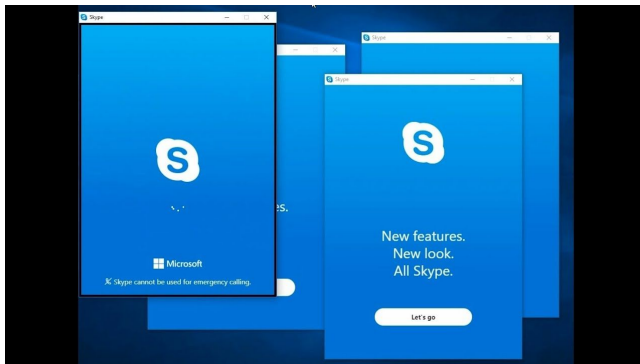 Skype
S
Microsoft
Skype cannot be used for emergency calling.
es.
Skype
Skype
S
New features.
New look.
All Skype.
Let's go